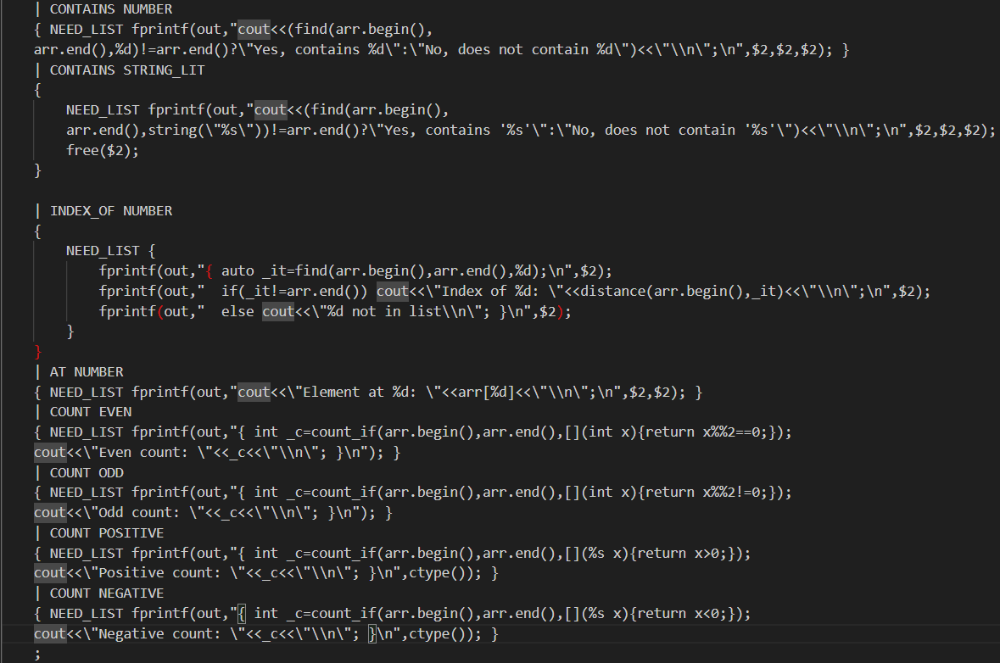 | CONTAINS NUMBER
{ NEED_LIST fprintf(out,"cout<<(find(arr.begin(),
arr.end(),%d)!=arr.end()?\"Yes, contains %d\":\"No, does not contain %d\")<<\"\\n\";\n",$2,$2,$2); }
| CONTAINS STRING_LIT
{
NEED_LIST fprintf(out,"cout<<(find(arr.begin(),
arr.end(),string(\"%s\"))!=arr.end()?\"Yes, contains '%s'\":\"No, does not contain '%s'\")<<\"\\n\";\n",$2,$2,$2);
free($2);
}
| INDEX_OF NUMBER
{
NEED_LIST {
fprintf(out,"{ auto _it=find(arr.begin(),arr.end(),%d);\n",$2);
fprintf(out,"  if(_it!=arr.end()) cout<<\"Index of %d: \"<<distance(arr.begin(),_it)<<\"\\n\";\n",$2);
fprintf(out,"  else cout<<\"%d not in list\\n\"; }\n",$2);
}
}
| AT NUMBER
{ NEED_LIST fprintf(out,"cout<<\"Element at %d: \"<<arr[%d]<<\"\\n\";\n",$2,$2); }
| COUNT EVEN
{ NEED_LIST fprintf(out,"{ int _c=count_if(arr.begin(),arr.end(),[](int x){return x%%2==0;});
cout<<\"Even count: \"<<_c<<\"\\n\"; }\n"); }
| COUNT ODD
{ NEED_LIST fprintf(out,"{ int _c=count_if(arr.begin(),arr.end(),[](int x){return x%%2!=0;});
cout<<\"Odd count: \"<<_c<<\"\\n\"; }\n"); }
| COUNT POSITIVE
{ NEED_LIST fprintf(out,"{ int _c=count_if(arr.begin(),arr.end(),[](%s x){return x>0;});
cout<<\"Positive count: \"<<_c<<\"\\n\"; }\n",ctype()); }
| COUNT NEGATIVE
{ NEED_LIST fprintf(out,"{ int _c=count_if(arr.begin(),arr.end(),[](%s x){return x<0;});
cout<<\"Negative count: \"<<_c<<\"\\n\"; }\n",ctype()); }
;